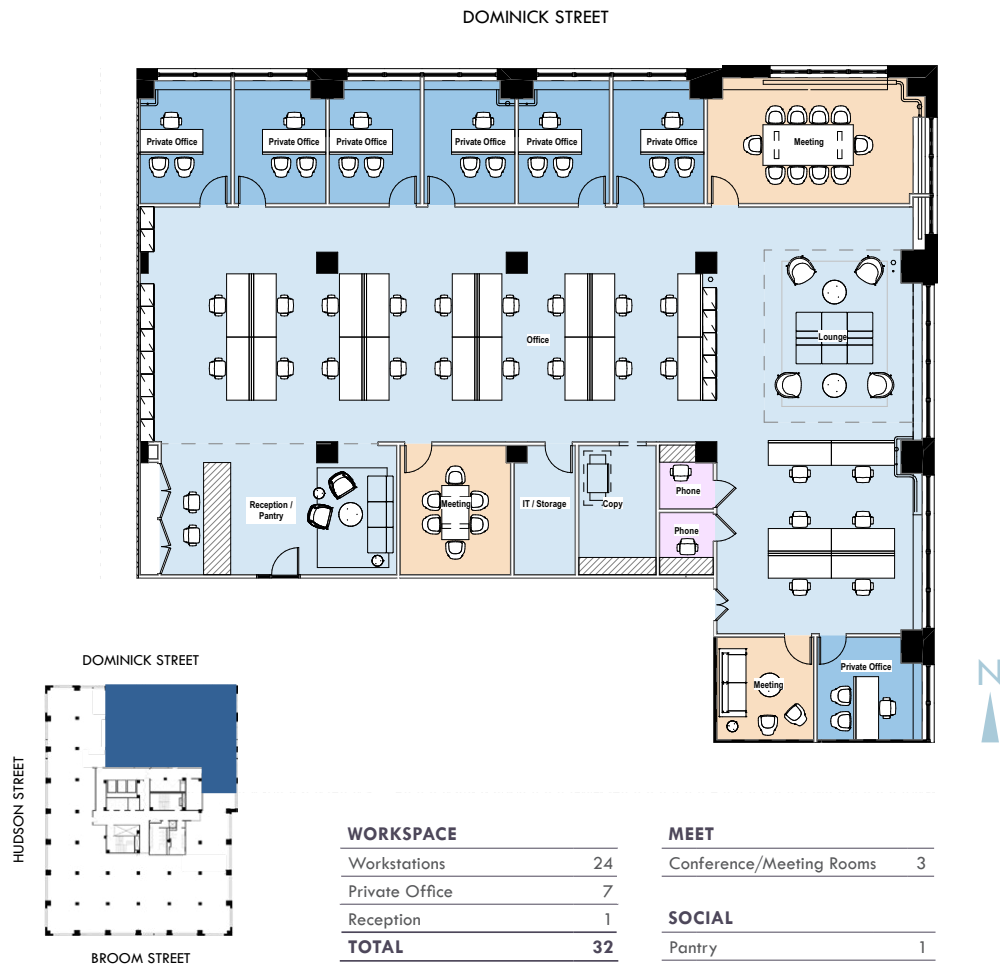 DOMINICK STREET
Private Office
Private Office
Private Office
Private Office
Private Office
Private Office
Meeting
Office
Lounge
Reception /
Pantry
Meeting
IT / Storage
Copy
Phone
Phone
Meeting
Private Office
N
DOMINICK STREET
HUDSON STREET
BROOM STREET
WORKSPACE
Workstations 24
Private Office 7
Reception 1
TOTAL 32
MEET
Conference/Meeting Rooms 3
SOCIAL
Pantry 1